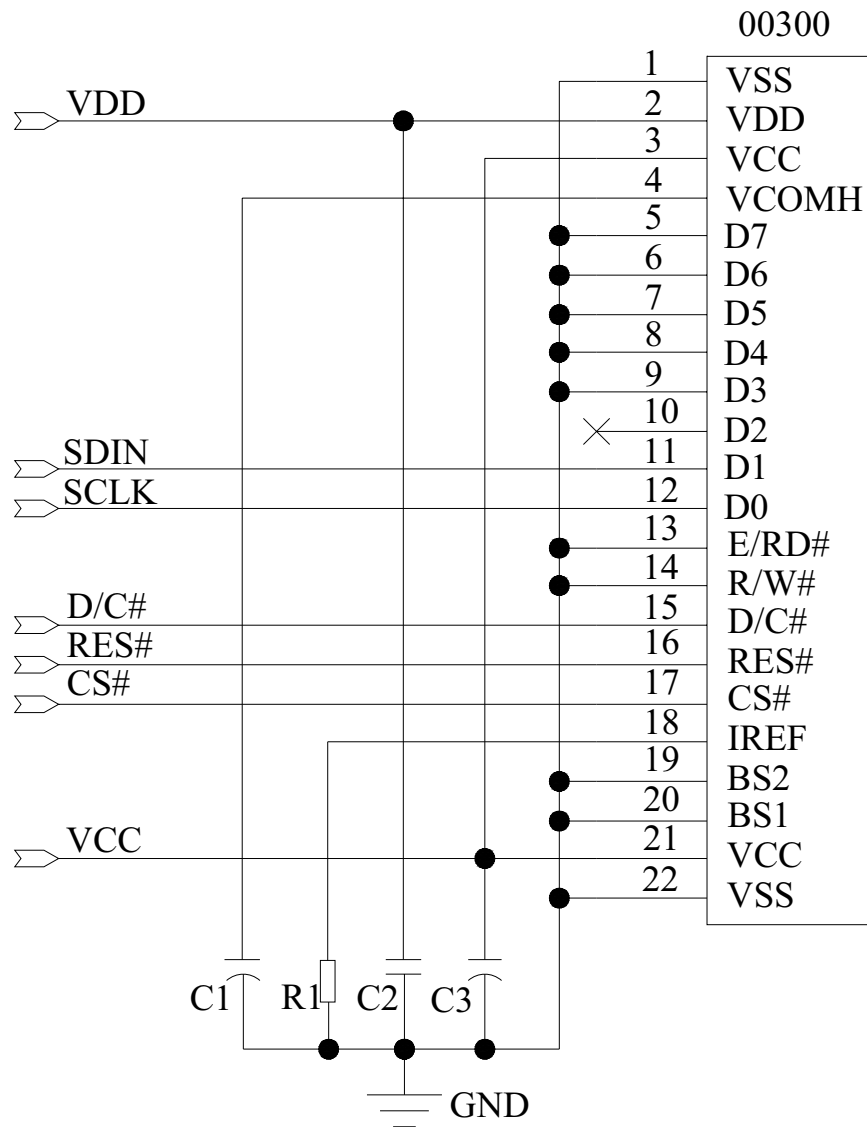 00300
1 VSS
VDD 2 VDD
3 VCC
4 VCOMH
5 D7
6 D6
7 D5
8 D4
9 D3
10 D2
SDIN 11 D1
SCLK 12 D0
13 E/RD#
14 R/W#
D/C# 15 D/C#
RES# 16 RES#
CS# 17 CS#
18 IREF
19 BS2
20 BS1
VCC 21 VCC
22 VSS
C1 R1 C2 C3
GND